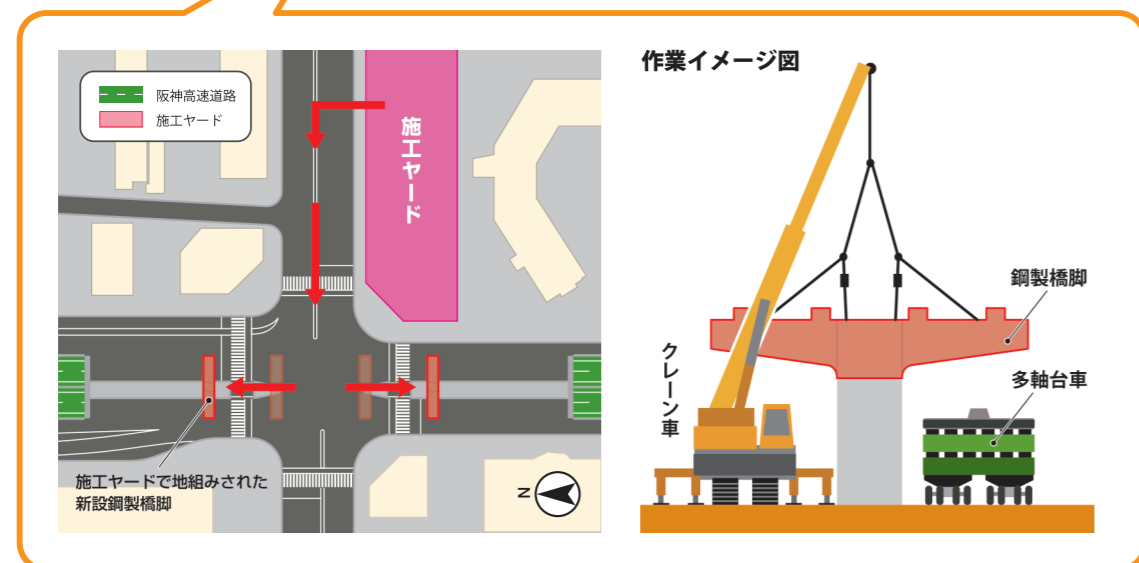 阪神高速道路
施工ヤード
施工ヤード
施工ヤードで地組みされた
新設鋼製橋脚
N
作業イメージ図
鋼製橋脚
クレーン車
多軸台車